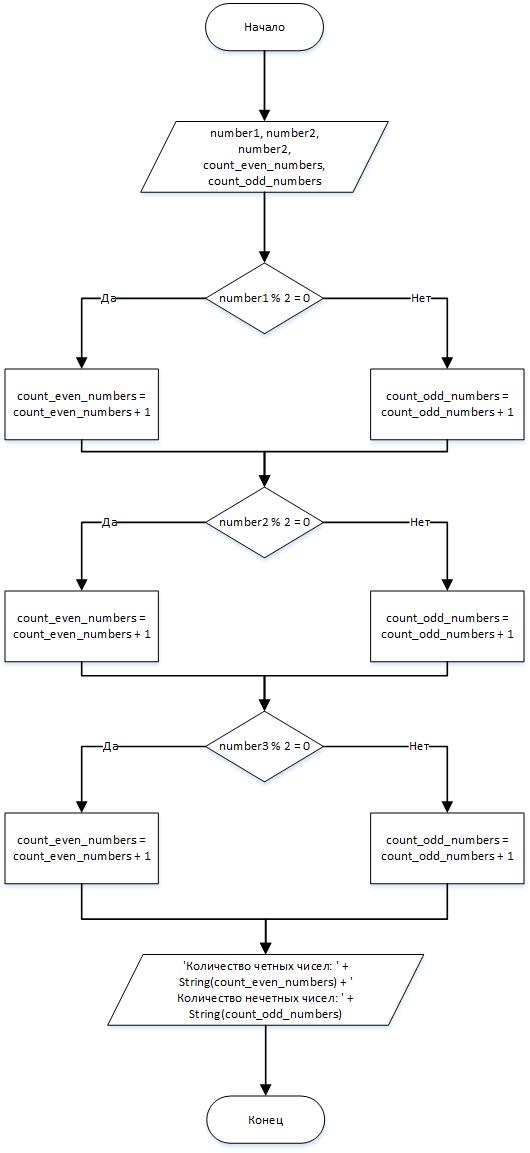 Начало
number1, number2,
number2,
count_even_numbers,
count_odd_numbers
number1 % 2 = 0
Да
Нет
count_even_numbers =
count_even_numbers + 1
count_odd_numbers =
count_odd_numbers + 1
number2 % 2 = 0
Да
Нет
count_even_numbers =
count_even_numbers + 1
count_odd_numbers =
count_odd_numbers + 1
number3 % 2 = 0
Да
Нет
count_even_numbers =
count_even_numbers + 1
count_odd_numbers =
count_odd_numbers + 1
'Количество четных чисел: ' +
String(count_even_numbers) + '
Количество нечетных чисел: ' +
String(count_odd_numbers)
Конец